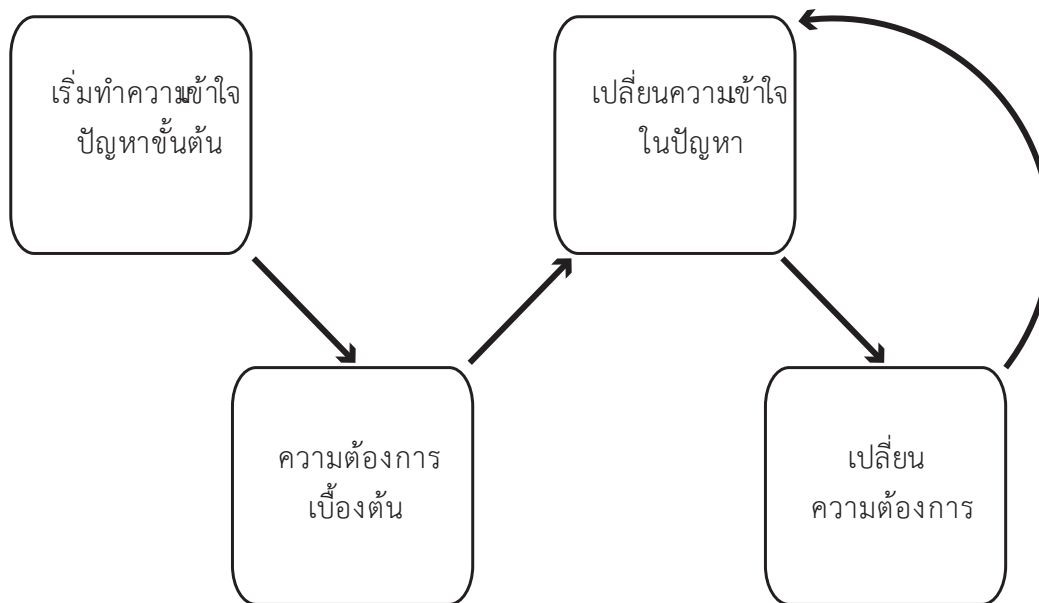 เริ่มทำความเข้าใจ
ปัญหาขั้นต้น
เปลี่ยนความเข้าใจ
ในปัญหา
ความต้องการ
เบื้องต้น
เปลี่ยน
ความต้องการ